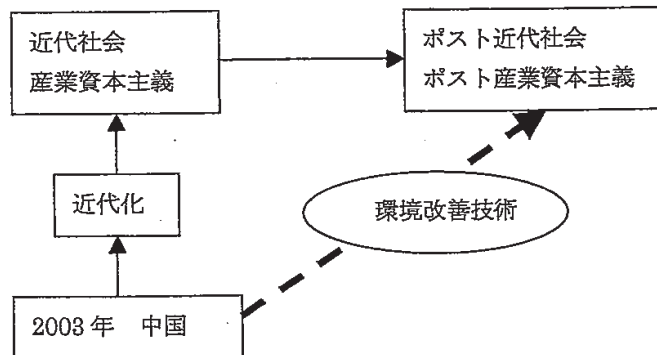 近代社会
産業資本主義
ポスト近代社会
ポスト産業資本主義
近代化
環境改善技術
2003年　中国